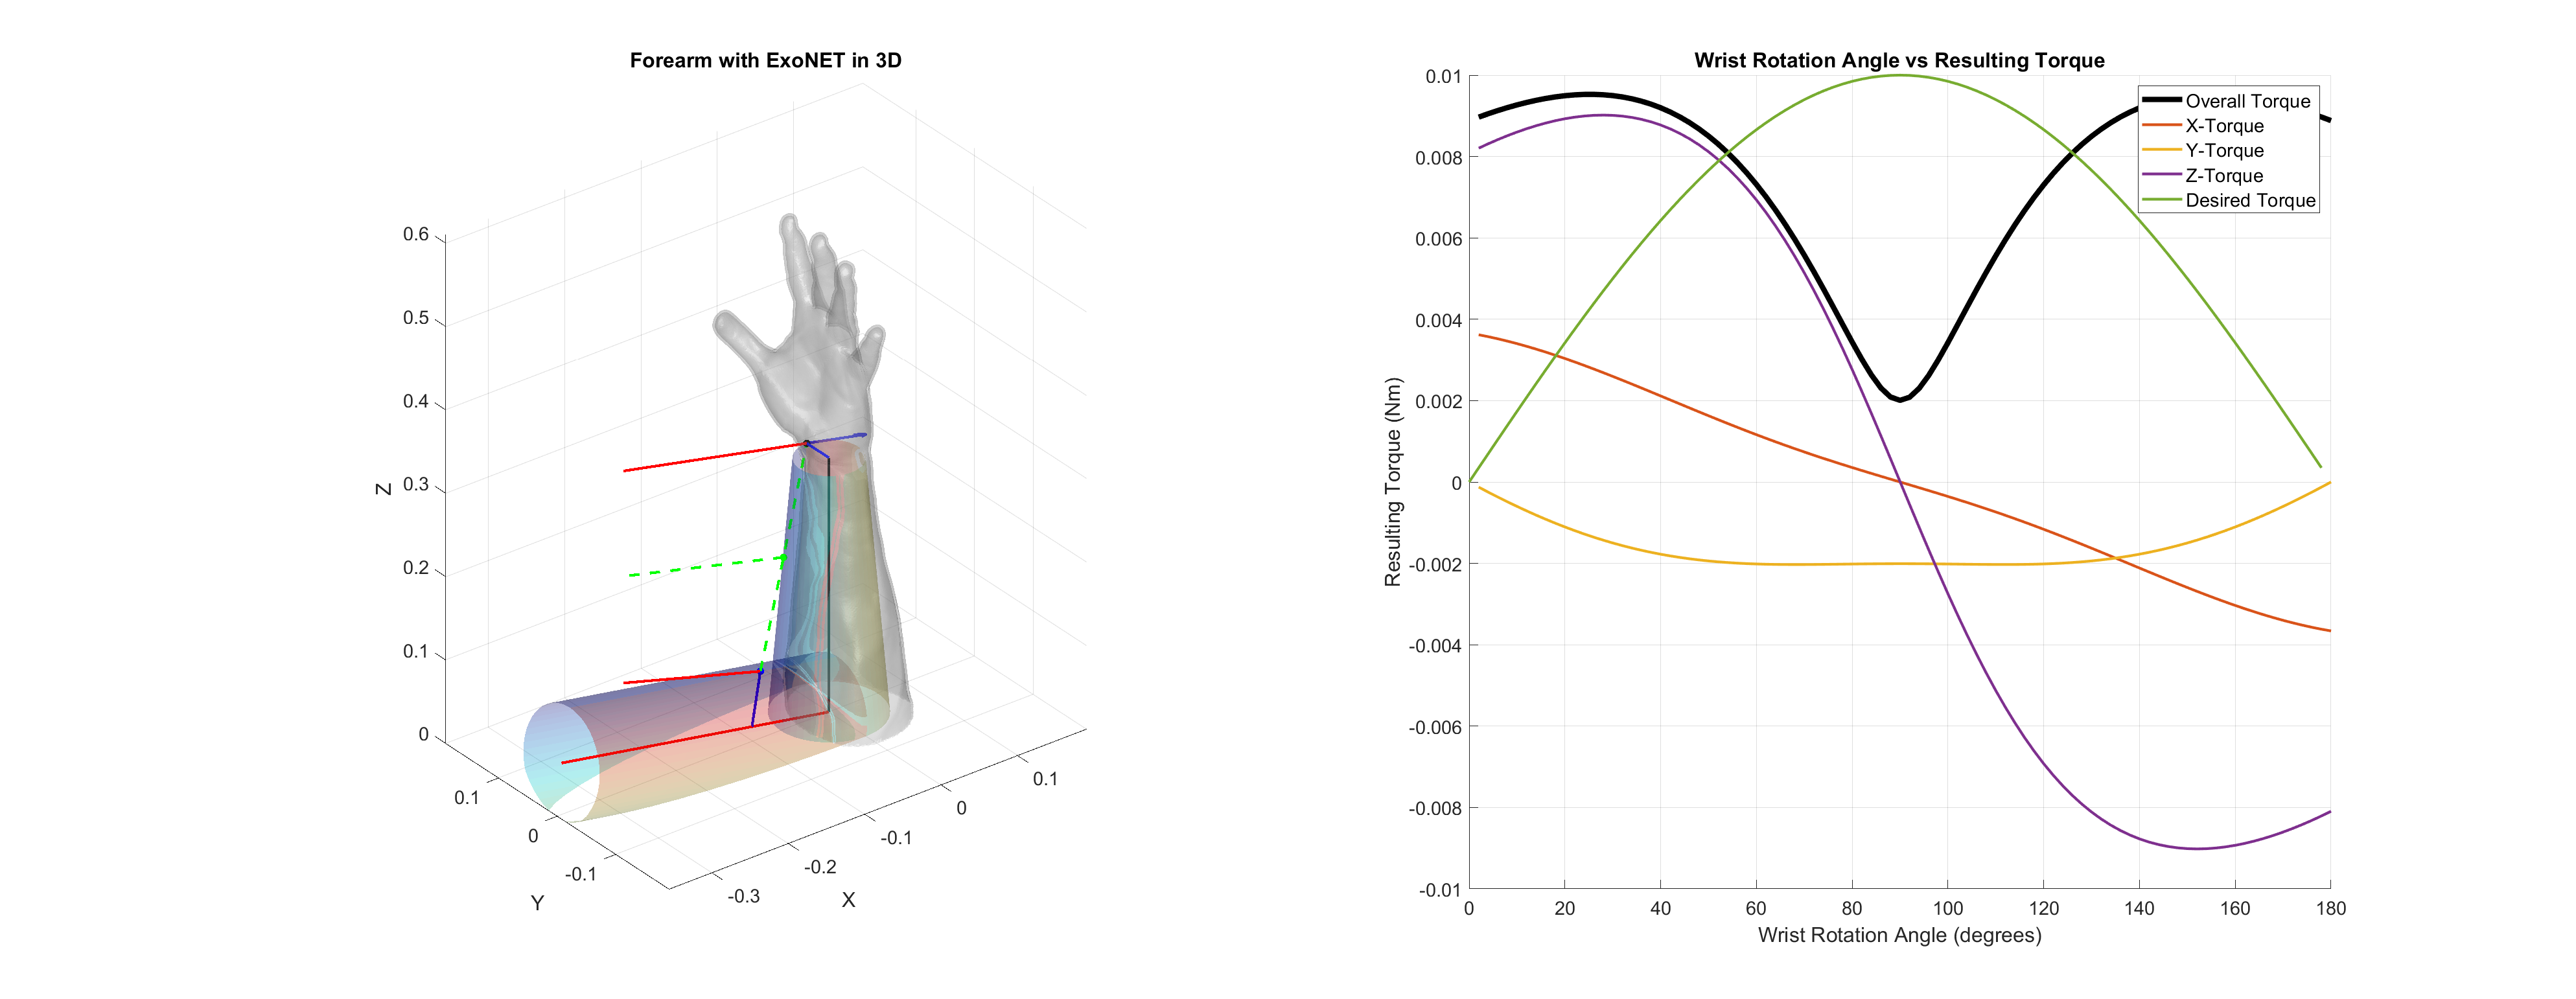 Forearm with ExoNET in 3D
0.6
0.5
0.4
0.3
0.2
0.1
0
Z
0.1
0
-0.1
Y
-0.3
-0.2
-0.1
0
0.1
X
Wrist Rotation Angle vs Resulting Torque
0.01
0.008
0.006
0.004
0.002
0
-0.002
-0.004
-0.006
-0.008
-0.01
Resulting Torque (Nm)
Overall Torque
X-Torque
Y-Torque
Z-Torque
Desired Torque
0 20 40 60 80 100 120 140 160 180
Wrist Rotation Angle (degrees)